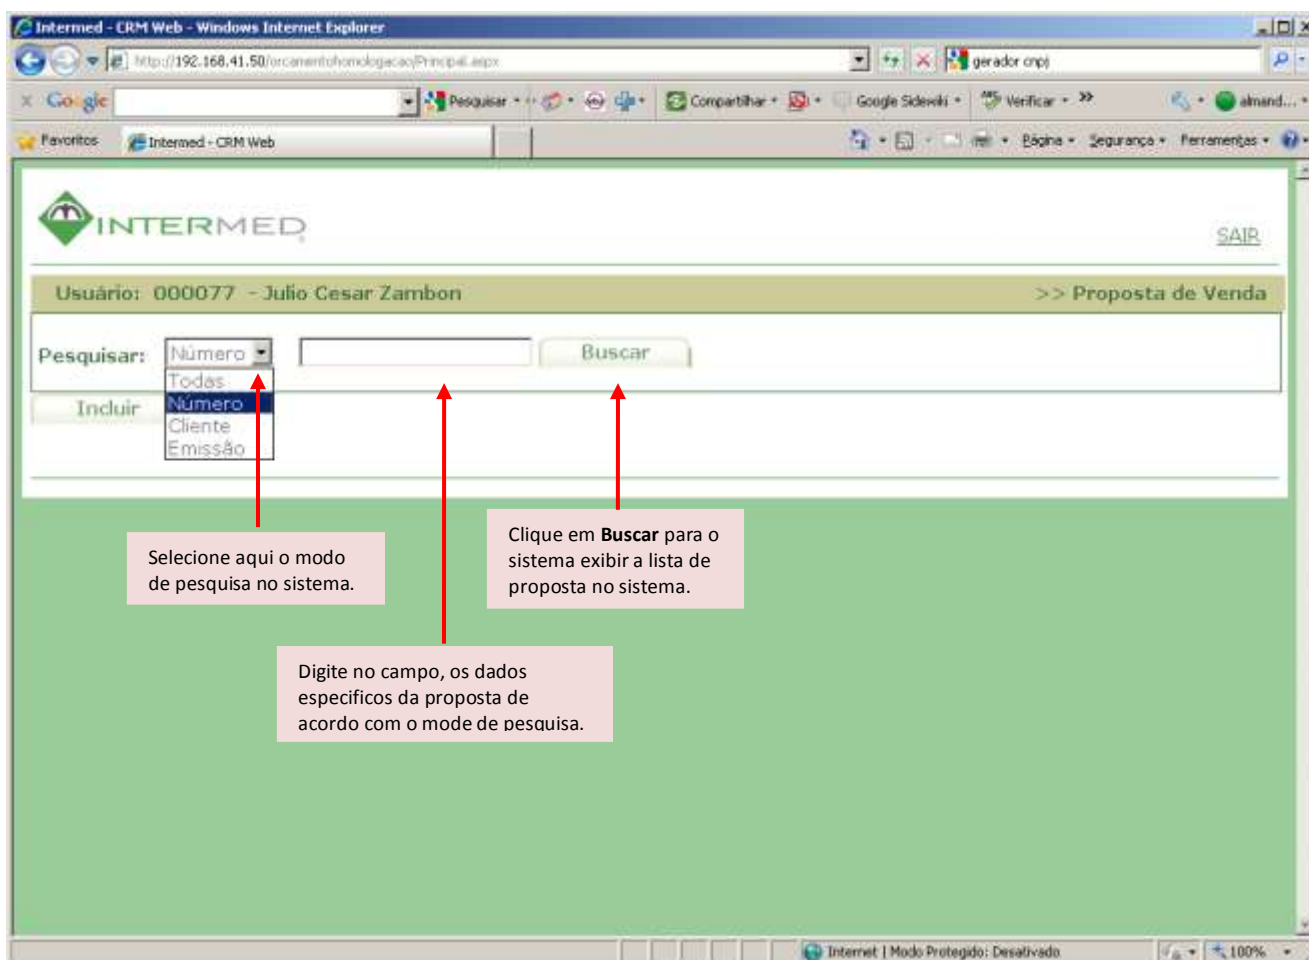 Intermed - CRM Web - Windows Internet Explorer
http://192.168.41.50/orcamentohomologacao/Principal.aspx
gerador cnpj
Google
Pesquisar
Compartilhar
Google Sidewiki
Verificar
almand...
Favoritos
Intermed - CRM Web
Página
Segurança
Ferramentas
INTERMED
SAIR
Usuário: 000077 - Julio Cesar Zambon
>> Proposta de Venda
Pesquisar:
Número
Buscar
Todas
Número
Cliente
Emissão
Incluir
Selecione aqui o modo
de pesquisa no sistema.
Clique em Buscar para o
sistema exibir a lista de
proposta no sistema.
Digite no campo, os dados
especificos da proposta de
acordo com o mode de pesquisa.
Internet | Modo Protegido: Desativado
100%